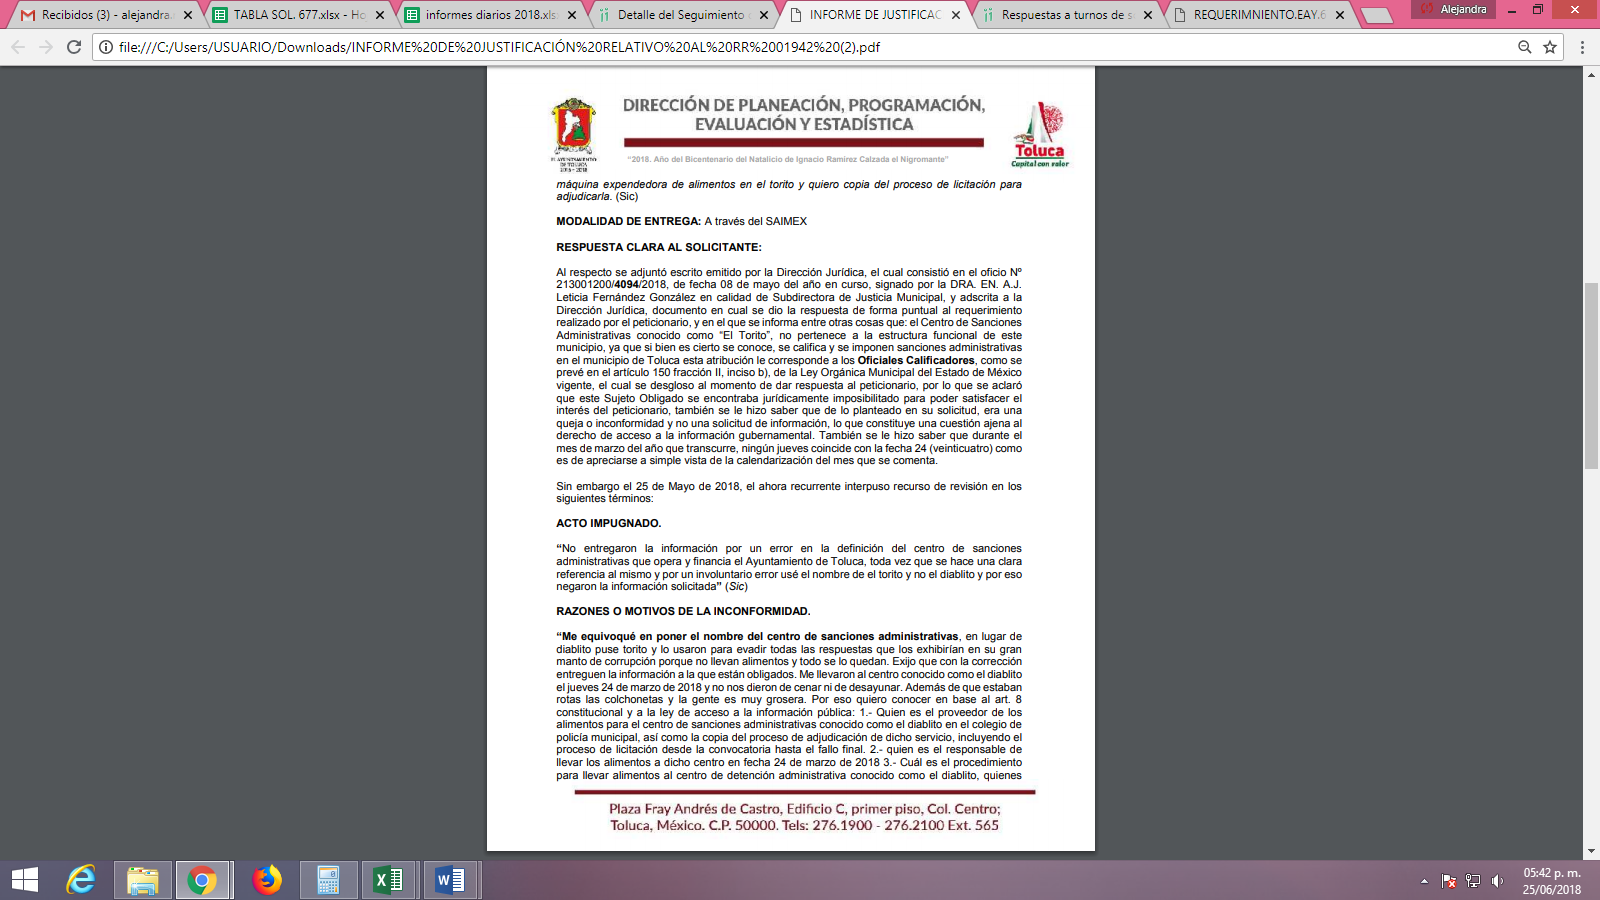 Recibidos (3) - alejandra.
TABLA SOL. 677.xlsx - Ho
informes diarios 2018.xls
Detalle del Seguimiento
INFORME DE JUSTIFICAC
Respuestas a turnos de s
REQUERIMNIENTO.EAY.6
Alejandra
file:///C:/Users/USUARIO/Downloads/INFORME%20DE%20JUSTIFICACIÓN%20RELATIVO%20AL%20RR%2001942%20(2).pdf
DIRECCIÓN DE PLANEACIÓN, PROGRAMACIÓN,
EVALUACIÓN Y ESTADÍSTICA
"2018. Año del Bicentenario del Natalicio de Ignacio Ramírez Calzada el Nigromante"
H. AYUNTAMIENTO
DE TOLUCA
2016 - 2018
Toluca
Capital con valor
máquina expendedora de alimentos en el torito y quiero copia del proceso de licitación para
adjudicarla. (Sic)
MODALIDAD DE ENTREGA: A través del SAIMEX
RESPUESTA CLARA AL SOLICITANTE:
Al respecto se adjuntó escrito emitido por la Dirección Jurídica, el cual consistió en el oficio Nº
213001200/4094/2018, de fecha 08 de mayo del año en curso, signado por la DRA. EN. A.J.
Leticia Fernández González en calidad de Subdirectora de Justicia Municipal, y adscrita a la
Dirección Jurídica, documento en cual se dio la respuesta de forma puntual al requerimiento
realizado por el peticionario, y en el que se informa entre otras cosas que: el Centro de Sanciones
Administrativas conocido como “El Torito”, no pertenece a la estructura funcional de este
municipio, ya que si bien es cierto se conoce, se califica y se imponen sanciones administrativas
en el municipio de Toluca esta atribución le corresponde a los Oficiales Calificadores, como se
prevé en el artículo 150 fracción II, inciso b), de la Ley Orgánica Municipal del Estado de México
vigente, el cual se desgloso al momento de dar respuesta al peticionario, por lo que se aclaró
que este Sujeto Obligado se encontraba jurídicamente imposibilitado para poder satisfacer el
interés del peticionario, también se le hizo saber que de lo planteado en su solicitud, era una
queja o inconformidad y no una solicitud de información, lo que constituye una cuestión ajena al
derecho de acceso a la información gubernamental. También se le hizo saber que durante el
mes de marzo del año que transcurre, ningún jueves coincide con la fecha 24 (veinticuatro) como
es de apreciarse a simple vista de la calendarización del mes que se comenta.
Sin embargo el 25 de Mayo de 2018, el ahora recurrente interpuso recurso de revisión en los
siguientes términos:
ACTO IMPUGNADO.
“No entregaron la información por un error en la definición del centro de sanciones
administrativas que opera y financia el Ayuntamiento de Toluca, toda vez que se hace una clara
referencia al mismo y por un involuntario error usé el nombre de el torito y no el diablito y por eso
negaron la información solicitada” (Sic)
RAZONES O MOTIVOS DE LA INCONFORMIDAD.
“Me equivoqué en poner el nombre del centro de sanciones administrativas, en lugar de
diablito puse torito y lo usaron para evadir todas las respuestas que los exhibirían en su gran
manto de corrupción porque no llevan alimentos y todo se lo quedan. Exijo que con la corrección
entreguen la información a la que están obligados. Me llevaron al centro conocido como el diablito
el jueves 24 de marzo de 2018 y no nos dieron de cenar ni de desayunar. Además de que estaban
rotas las colchonetas y la gente es muy grosera. Por eso quiero conocer en base al art. 8
constitucional y a la ley de acceso a la información pública: 1.- Quien es el proveedor de los
alimentos para el centro de sanciones administrativas conocido como el diablito en el colegio de
policía municipal, así como la copia del proceso de adjudicación de dicho servicio, incluyendo el
proceso de licitación desde la convocatoria hasta el fallo final. 2.- quien es el responsable de
llevar los alimentos a dicho centro en fecha 24 de marzo de 2018 3.- Cuál es el procedimiento
para llevar alimentos al centro de detención administrativa conocido como el diablito, quienes
Plaza Fray Andrés de Castro, Edificio C, primer piso, Col. Centro;
Toluca, México. C.P. 50000. Tels: 276.1900 - 276.2100 Ext. 565
05:42 p. m.
25/06/2018